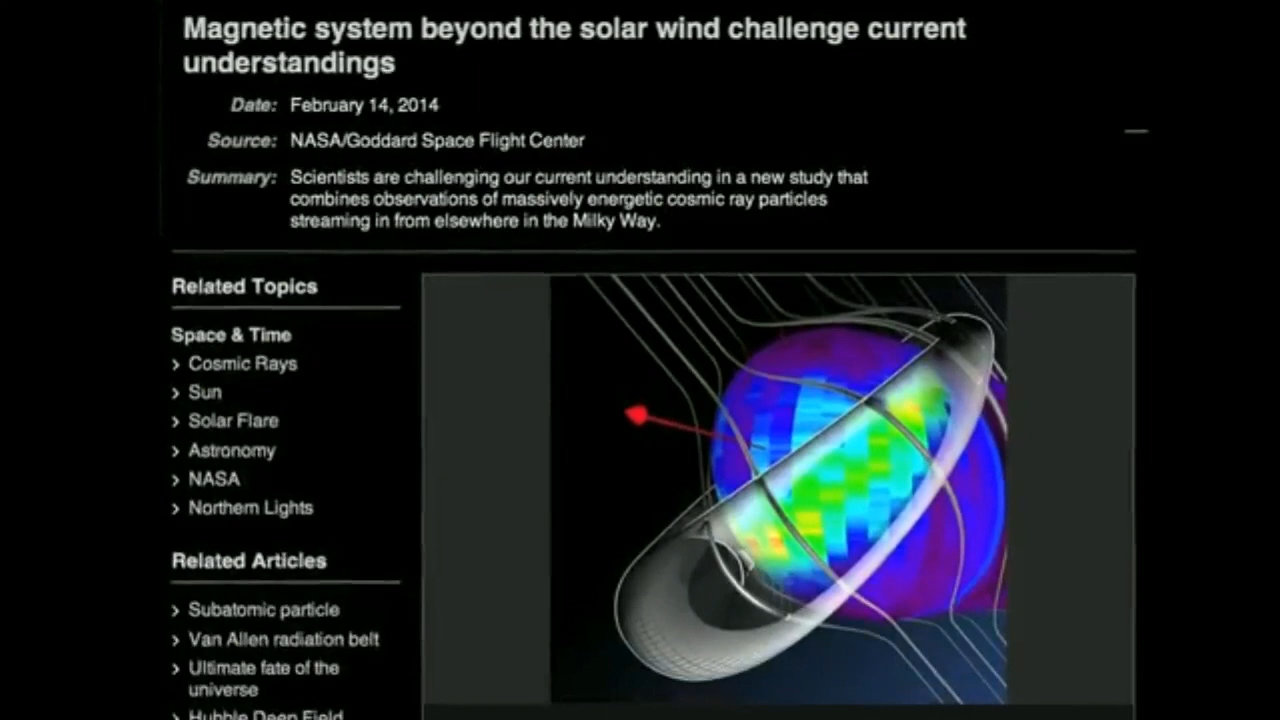 Magnetic system beyond the solar wind challenge current
understandings
Date: February 14, 2014
Source: NASA/Goddard Space Flight Center
Summary: Scientists are challenging our current understanding in a new study that
combines observations of massively energetic cosmic ray particles
streaming in from elsewhere in the Milky Way.
Related Topics
Space & Time
› Cosmic Rays
› Sun
› Solar Flare
› Astronomy
› NASA
› Northern Lights
Related Articles
› Subatomic particle
› Van Allen radiation belt
› Ultimate fate of the
universe
› Hubble Deep Field